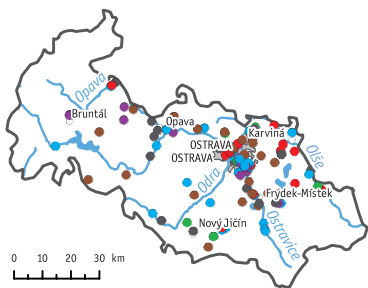 Opava
Bruntál
Opava
Karviná
OSTRAVA
OSTRAVA
Olše
Odra
Frýdek-Místek
Nový Jičín
Ostravice
0 10 20 30 km